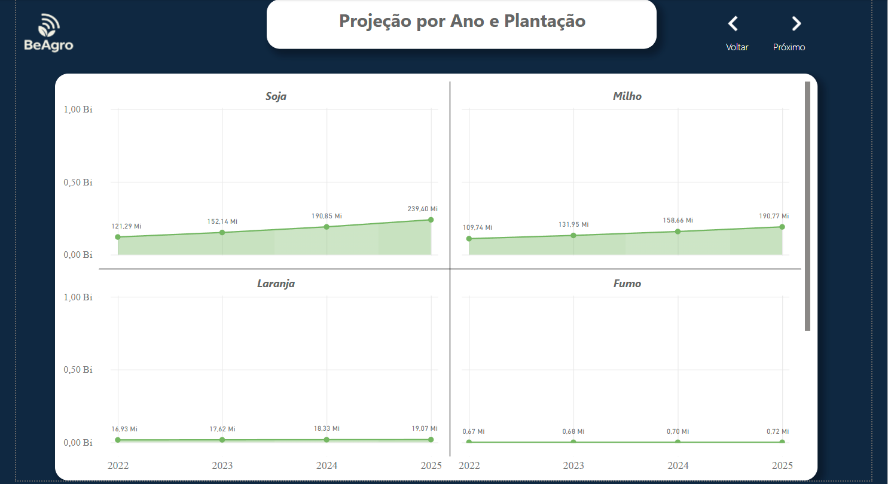 Projeção por Ano e Plantação
BeAgro
Voltar
Próximo
Soja
Milho
1,00 Bi
0,50 Bi
0,00 Bi
121,29 Mi
152,14 Mi
190,85 Mi
239,40 Mi
109,74 Mi
131,95 Mi
158,66 Mi
190,77 Mi
Laranja
Fumo
1,00 Bi
0,50 Bi
0,00 Bi
16,93 Mi
17,62 Mi
18,33 Mi
19,07 Mi
0,67 Mi
0,68 Mi
0,70 Mi
0,72 Mi
2022
2023
2024
2025
2022
2023
2024
2025